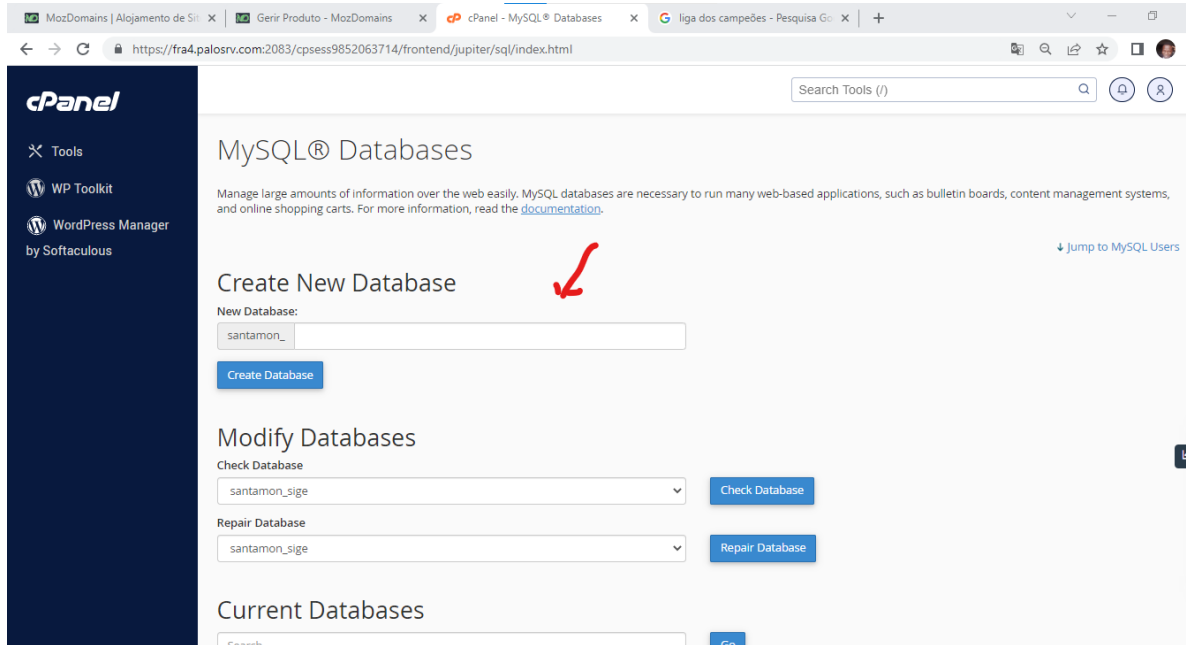 MozDomains | Alojamento de Sit
Gerir Produto - MozDomains
cPanel - MySQL® Databases
liga dos campeões - Pesquisa Go
https://fra4.palosrv.com:2083/cpsess9852063714/frontend/jupiter/sql/index.html
cPanel
Search Tools (/)
Tools
WP Toolkit
WordPress Manager
by Softaculous
MySQL® Databases
Manage large amounts of information over the web easily. MySQL databases are necessary to run many web-based applications, such as bulletin boards, content management systems,
and online shopping carts. For more information, read the documentation.
Jump to MySQL Users
Create New Database
New Database:
santamon_
Create Database
Modify Databases
Check Database
santamon_sige
Check Database
Repair Database
santamon_sige
Repair Database
Current Databases
Search
Go